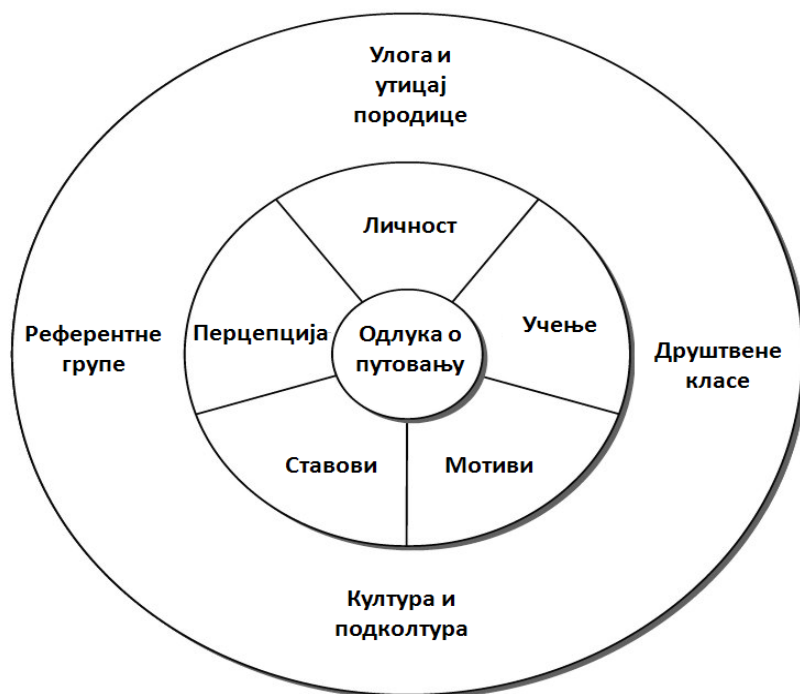 Улога и
утицај
породице
Личност
Перцепција
Учење
Одлука о
путовању
Референтне
групе
Друштвене
класе
Ставови
Мотиви
Култура и
подколтура